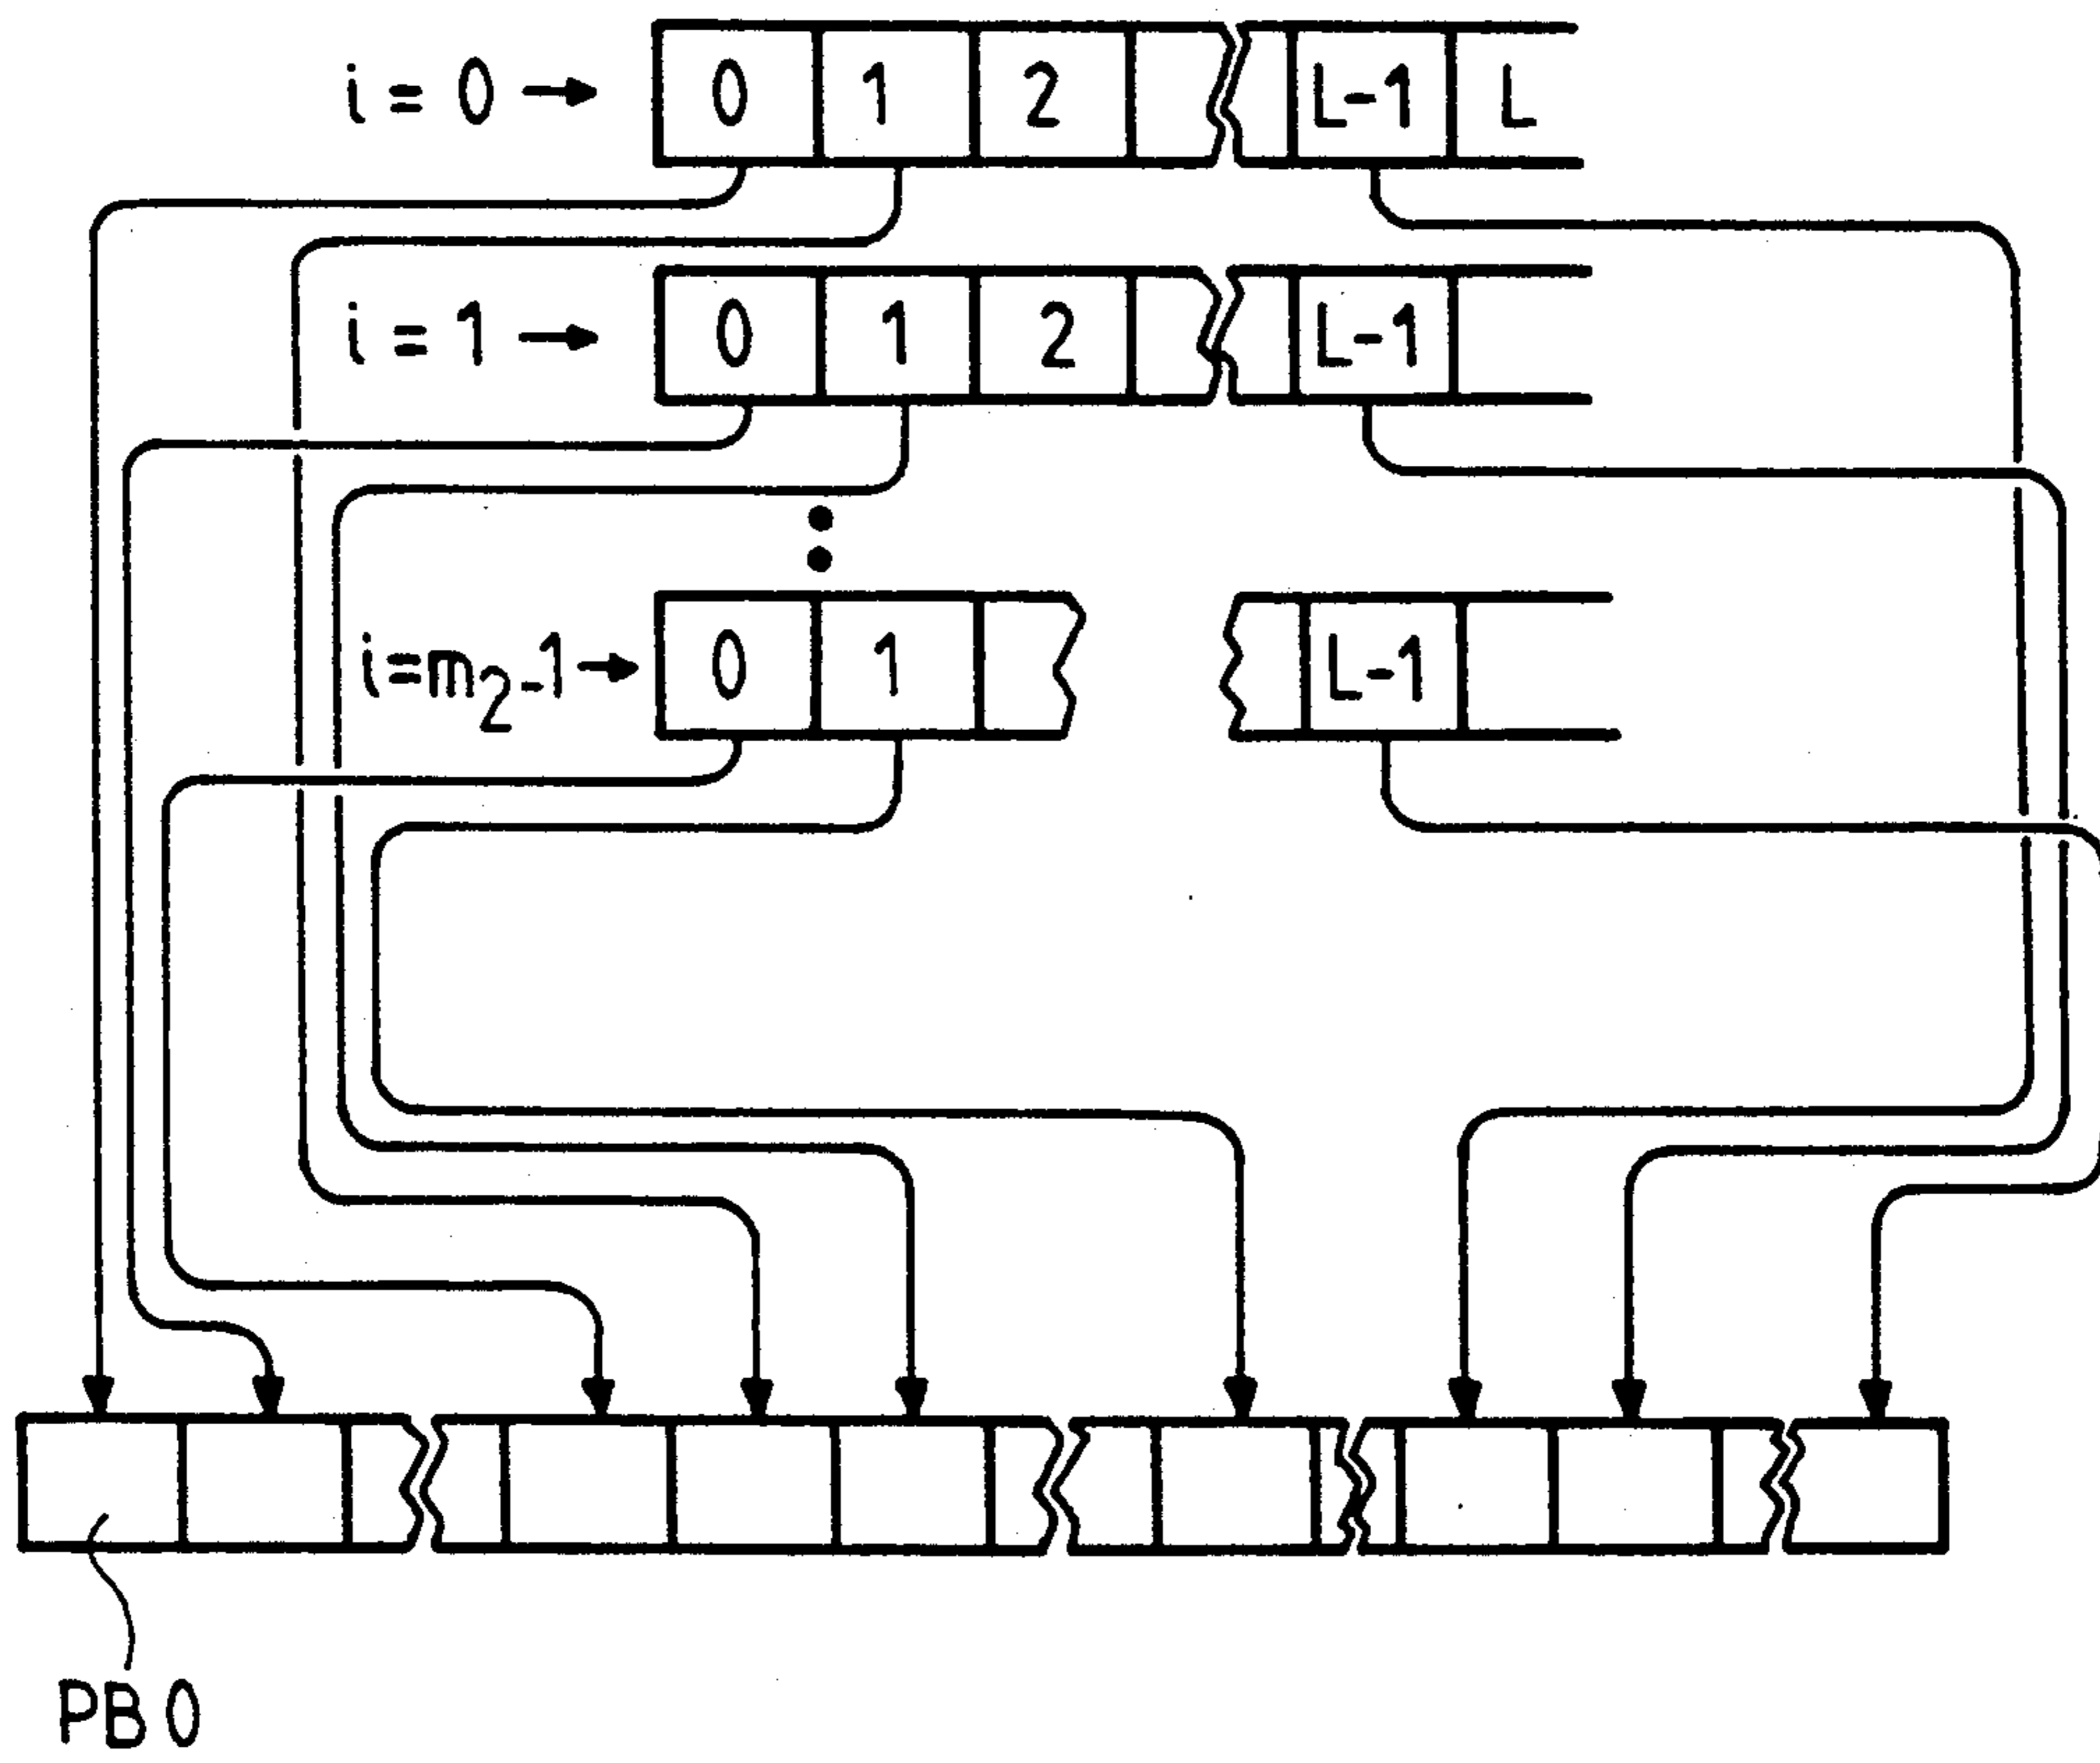 i = 0 → 0 1 2 L-1 L
i = 1 → 0 1 2 L-1
i=m2-1→ 0 1 L-1
PB 0